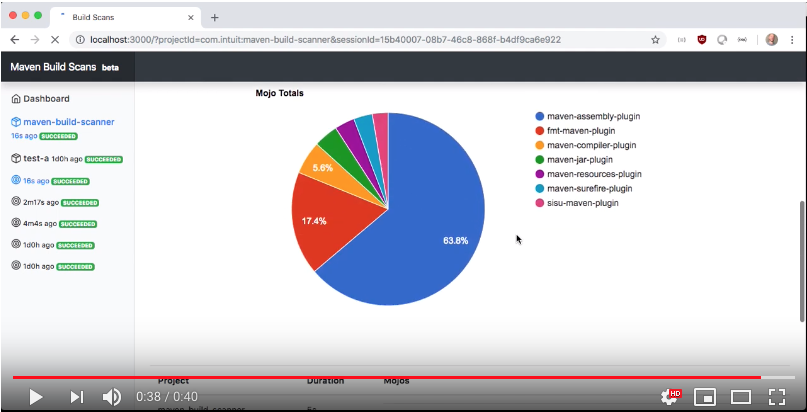 Build Scans
localhost:3000/?projectId=com.intuit:maven-build-scanner&sessionId=15b40007-08b7-46c8-868f-b4df9ca6e922
Maven Build Scans beta
Dashboard
maven-build-scanner
16s ago SUCCEEDED
test-a 1d0h ago SUCCEEDED
16s ago SUCCEEDED
2m17s ago SUCCEEDED
4m4s ago SUCCEEDED
1d0h ago SUCCEEDED
1d0h ago SUCCEEDED
Mojo Totals
5.6%
17.4%
63.8%
maven-assembly-plugin
fmt-maven-plugin
maven-compiler-plugin
maven-jar-plugin
maven-resources-plugin
maven-surefire-plugin
sisu-maven-plugin
Project Duration Mojos
maven-build-scanner 6s
0:38 / 0:40
HD